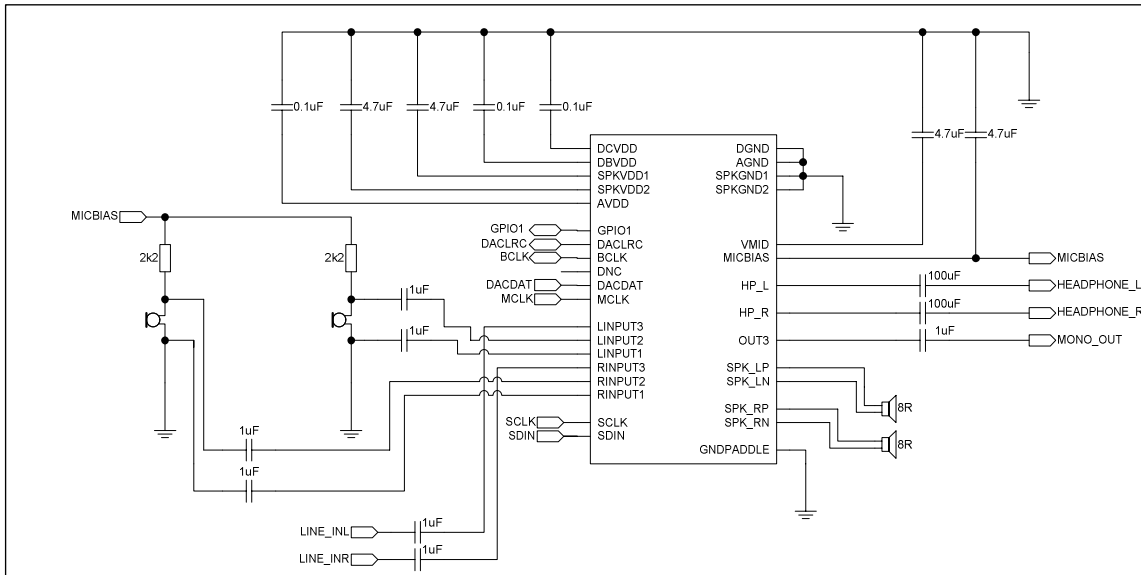 0.1uF 4.7uF 4.7uF 0.1uF 0.1uF
4.7uF 4.7uF
DCVDD
DBVDD
SPKVDD1
SPKVDD2
AVDD
DGND
AGND
SPKGND1
SPKGND2
MICBIAS
2k2
2k2
GPIO1 GPIO1
DACLRC DACLRC
BCLK BCLK
DNC
DACDAT DACDAT
MCLK MCLK
VMID
MICBIAS MICBIAS
HP_L 100uF HEADPHONE_L
HP_R 100uF HEADPHONE_R
OUT3 1uF MONO_OUT
1uF
1uF
LINPUT3
LINPUT2
LINPUT1
RINPUT3
RINPUT2
RINPUT1
SPK_LP
SPK_LN
8R
SPK_RP
SPK_RN
8R
SCLK SCLK
SDIN SDIN
GNDPADDLE
1uF
1uF
LINE_INL 1uF
LINE_INR 1uF